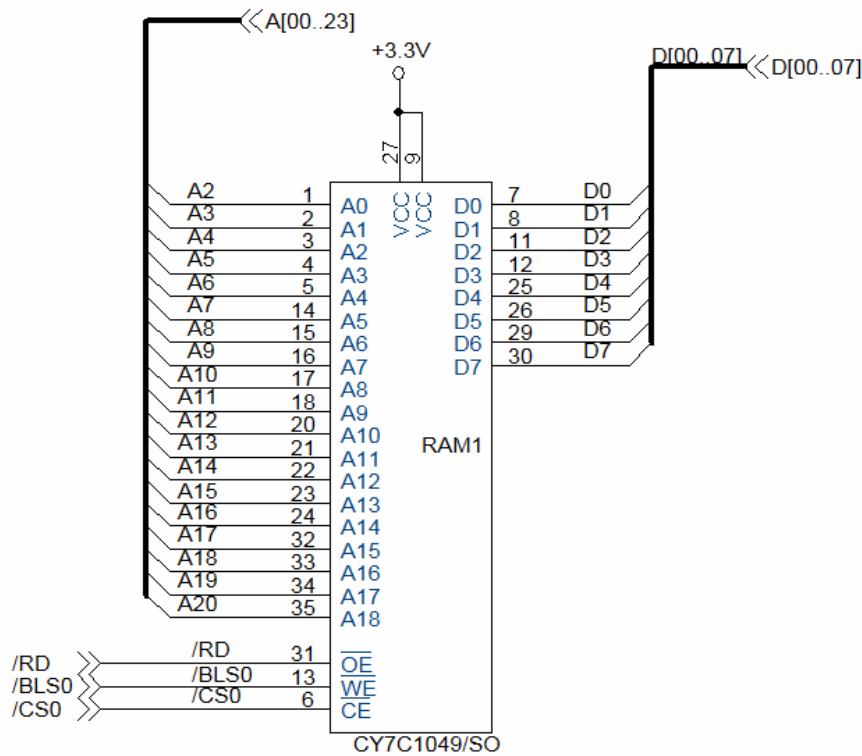 A[00..23]
+3.3V
D[00..07]
D[00..07]
27
9
VCC
VCC
A2 1 A0 D0 7 D0
A3 2 A1 D1 8 D1
A4 3 A2 D2 11 D2
A5 4 A3 D3 12 D3
A6 5 A4 D4 25 D4
A7 14 A5 D5 26 D5
A8 15 A6 D6 29 D6
A9 16 A7 D7 30 D7
A10 17 A8
A11 18 A9
A12 20 A10
RAM1
A13 21 A11
A14 22 A12
A15 23 A13
A16 24 A14
A17 32 A15
A18 33 A16
A19 34 A17
A20 35 A18
/RD /RD 31 OE
/BLS0 /BLS0 13 WE
/CS0 /CS0 6 CE
CY7C1049/SO